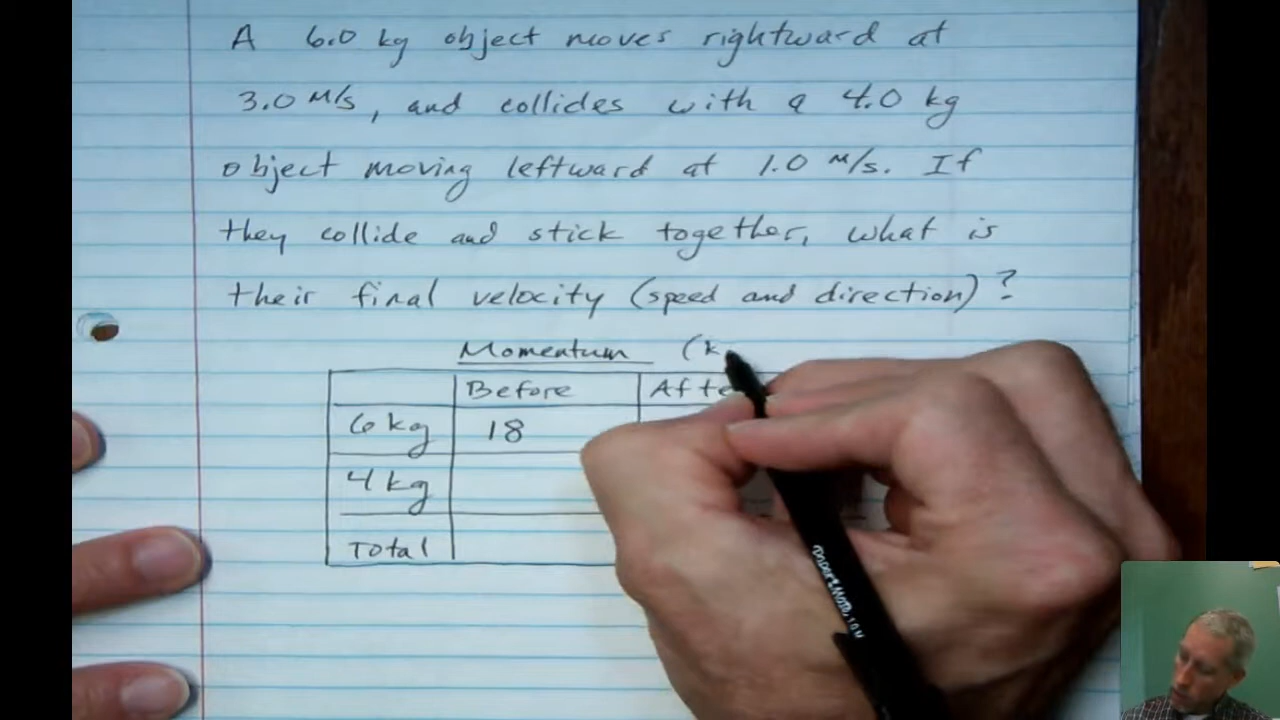 A 6.0 kg object moves rightward at
3.0 m/s, and collides with a 4.0 kg
object moving leftward at 1.0 m/s. If
they collide and stick together, what is
their final velocity (speed and direction)?
Momentum (k
Before Afte
6 kg 18
4 kg
Total